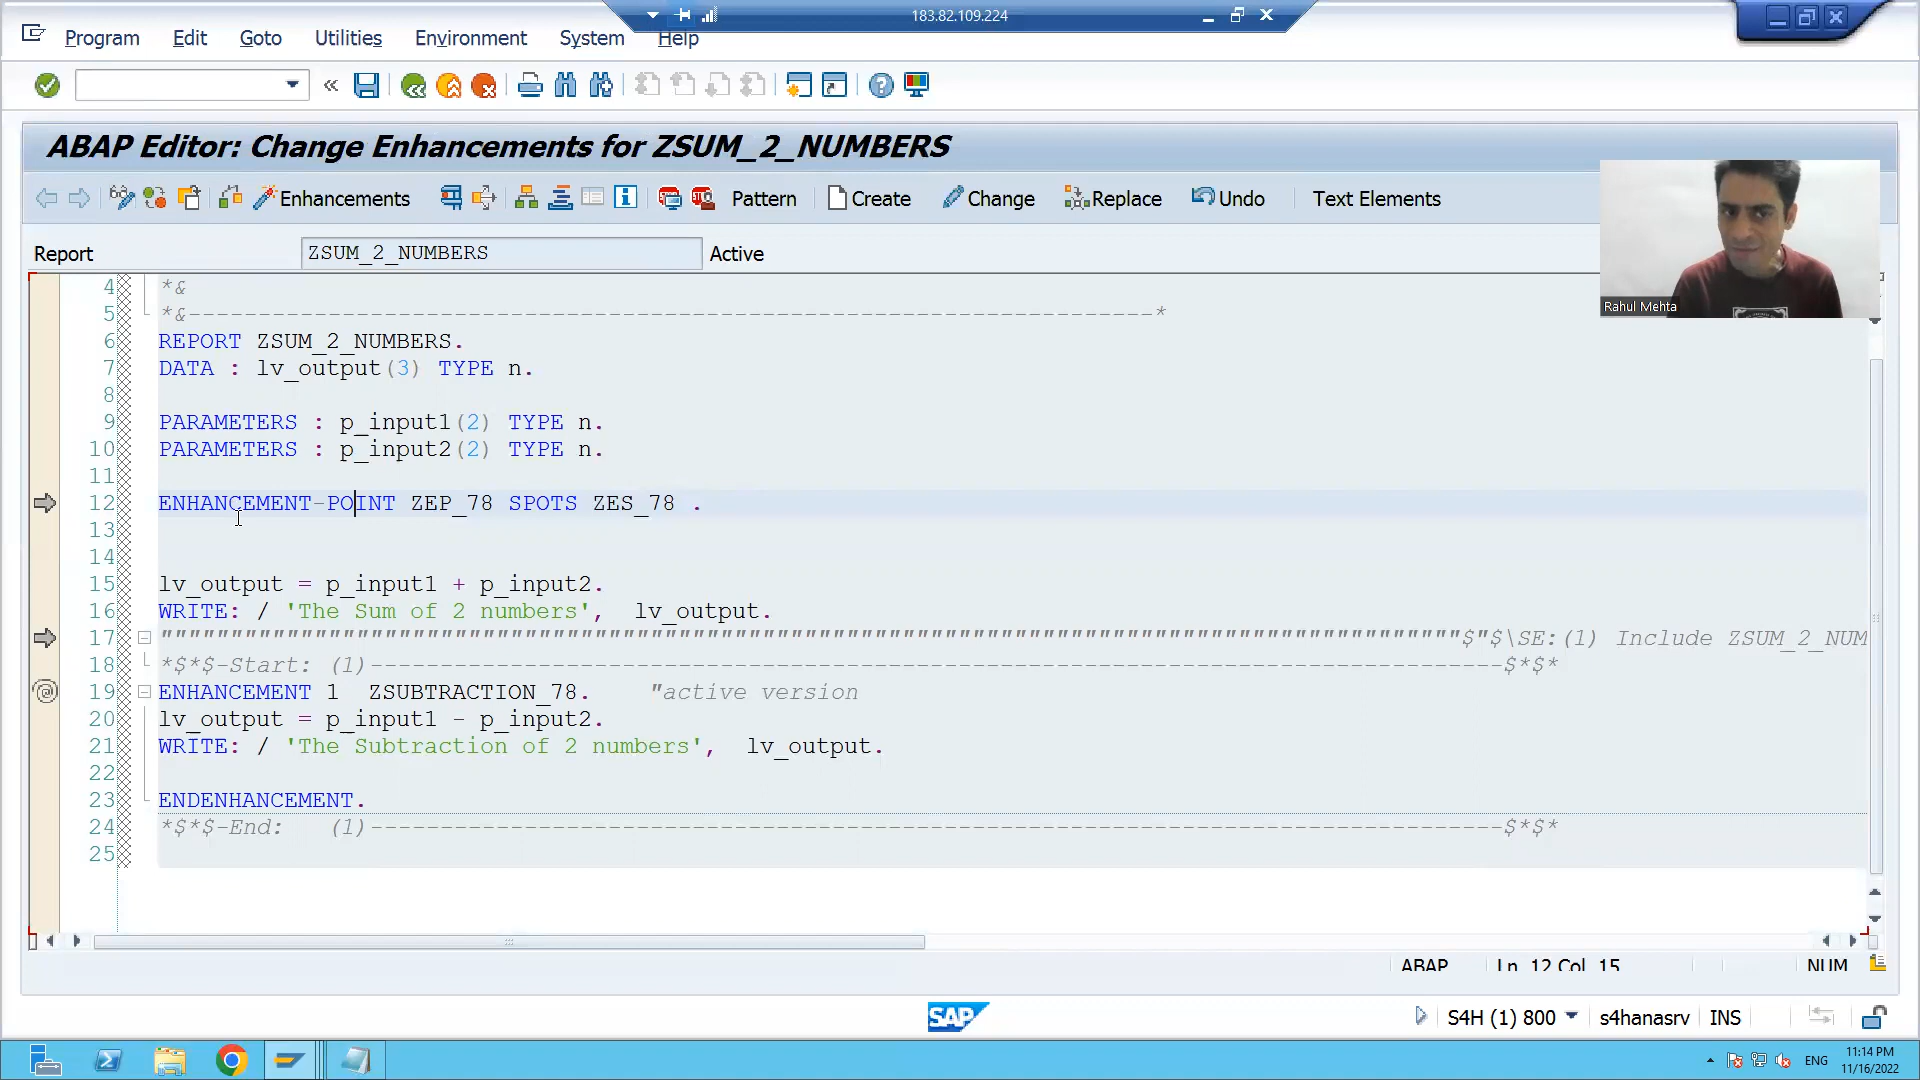 183.82.109.224
Program Edit Goto Utilities Environment System Help
ABAP Editor: Change Enhancements for ZSUM_2_NUMBERS
Enhancements Pattern Create Change Replace Undo Text Elements
Report ZSUM_2_NUMBERS Active
Rahul Mehta
4 *&
5 *&---------------------------------------------------------------------*
6 REPORT ZSUM_2_NUMBERS.
7 DATA : lv_output(3) TYPE n.
8
9 PARAMETERS : p_input1(2) TYPE n.
10 PARAMETERS : p_input2(2) TYPE n.
11
12 ENHANCEMENT-POINT ZEP_78 SPOTS ZES_78 .
13
14
15 lv_output = p_input1 + p_input2.
16 WRITE: / 'The Sum of 2 numbers', lv_output.
17 """"""""""""""""""""""""""""""""""""""""""""""""""""""""""""""""""""""""""""""""""""""""""""$"$\SE:(1) Include ZSUM_2_NUM
18 *$*$-Start: (1)---------------------------------------------------------------------------------$*$*
19 ENHANCEMENT 1 ZSUBTRACTION_78. "active version
20 lv_output = p_input1 - p_input2.
21 WRITE: / 'The Subtraction of 2 numbers', lv_output.
22
23 ENDENHANCEMENT.
24 *$*$-End: (1)---------------------------------------------------------------------------------$*$*
25
ABAP Ln 12 Col 15 NUM
SAP S4H (1) 800 s4hanasrv INS
ENG 11:14 PM
11/16/2022